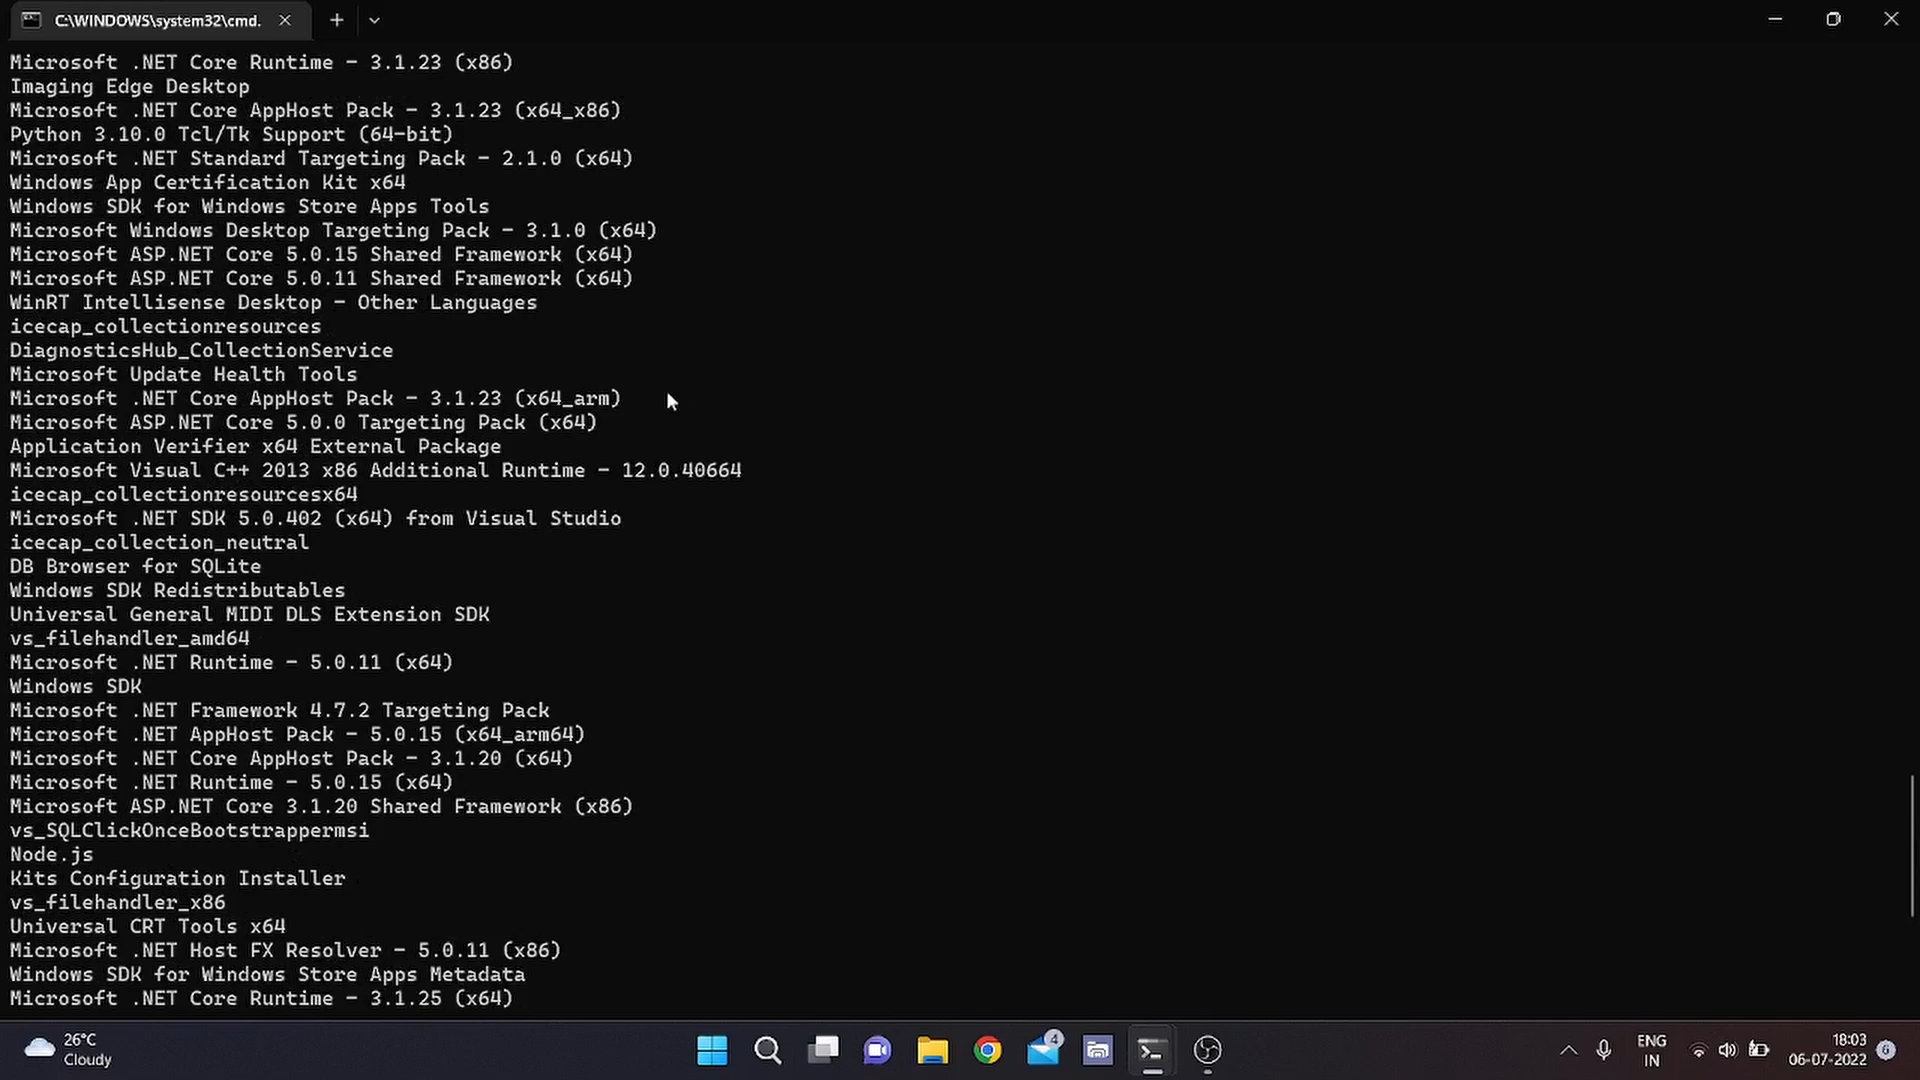 C:\WINDOWS\system32\cmd.
Microsoft .NET Core Runtime - 3.1.23 (x86)
Imaging Edge Desktop
Microsoft .NET Core AppHost Pack - 3.1.23 (x64_x86)
Python 3.10.0 Tcl/Tk Support (64-bit)
Microsoft .NET Standard Targeting Pack - 2.1.0 (x64)
Windows App Certification Kit x64
Windows SDK for Windows Store Apps Tools
Microsoft Windows Desktop Targeting Pack - 3.1.0 (x64)
Microsoft ASP.NET Core 5.0.15 Shared Framework (x64)
Microsoft ASP.NET Core 5.0.11 Shared Framework (x64)
WinRT Intellisense Desktop - Other Languages
icecap_collectionresources
DiagnosticsHub_CollectionService
Microsoft Update Health Tools
Microsoft .NET Core AppHost Pack - 3.1.23 (x64_arm)
Microsoft ASP.NET Core 5.0.0 Targeting Pack (x64)
Application Verifier x64 External Package
Microsoft Visual C++ 2013 x86 Additional Runtime - 12.0.40664
icecap_collectionresourcesx64
Microsoft .NET SDK 5.0.402 (x64) from Visual Studio
icecap_collection_neutral
DB Browser for SQLite
Windows SDK Redistributables
Universal General MIDI DLS Extension SDK
vs_filehandler_amd64
Microsoft .NET Runtime - 5.0.11 (x64)
Windows SDK
Microsoft .NET Framework 4.7.2 Targeting Pack
Microsoft .NET AppHost Pack - 5.0.15 (x64_arm64)
Microsoft .NET Core AppHost Pack - 3.1.20 (x64)
Microsoft .NET Runtime - 5.0.15 (x64)
Microsoft ASP.NET Core 3.1.20 Shared Framework (x86)
vs_SQLClickOnceBootstrappermsi
Node.js
Kits Configuration Installer
vs_filehandler_x86
Universal CRT Tools x64
Microsoft .NET Host FX Resolver - 5.0.11 (x86)
Windows SDK for Windows Store Apps Metadata
Microsoft .NET Core Runtime - 3.1.25 (x64)
26°C
Cloudy
4
ENG
IN
18:03
06-07-2022
6